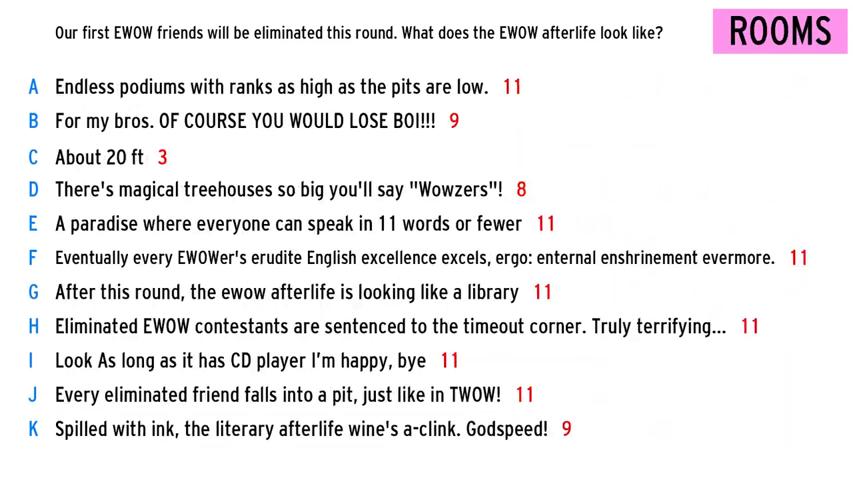 Our first EWOW friends will be eliminated this round. What does the EWOW afterlife look like?
ROOMS
A Endless podiums with ranks as high as the pits are low. 11
B For my bros. OF COURSE YOU WOULD LOSE BOI!!! 9
C About 20 ft 3
D There's magical treehouses so big you'll say "Wowzers"! 8
E A paradise where everyone can speak in 11 words or fewer 11
F Eventually every EWOWer's erudite English excellence excels, ergo: enternal enshrinement evermore. 11
G After this round, the ewow afterlife is looking like a library 11
H Eliminated EWOW contestants are sentenced to the timeout corner. Truly terrifying... 11
I Look As long as it has CD player I'm happy, bye 11
J Every eliminated friend falls into a pit, just like in TWOW! 11
K Spilled with ink, the literary afterlife wine's a-clink. Godspeed! 9